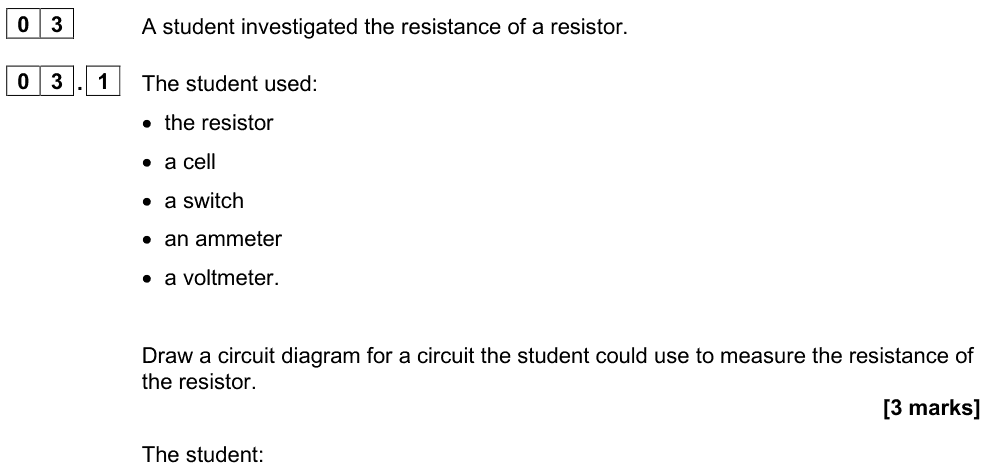 0 3 A student investigated the resistance of a resistor.
0 3 . 1 The student used:
• the resistor
• a cell
• a switch
• an ammeter
• a voltmeter.
Draw a circuit diagram for a circuit the student could use to measure the resistance of
the resistor.
[3 marks]
The student: